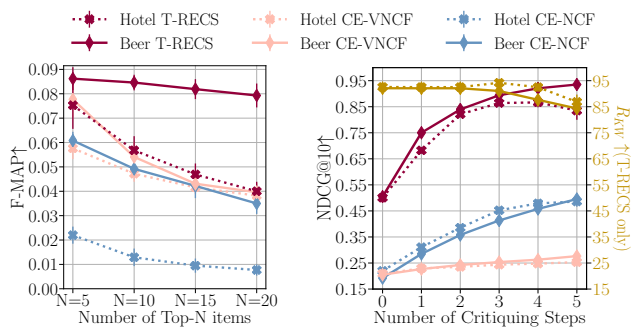 Hotel T-RECS Hotel CE-VNCF Hotel CE-NCF
Beer T-RECS Beer CE-VNCF Beer CE-NCF
F-MAP↑
0.09
0.08
0.07
0.06
0.05
0.04
0.03
0.02
0.01
0.00
N=5 N=10 N=15 N=20
Number of Top-N items
NDCG@10↑
0.95
0.85
0.75
0.65
0.55
0.45
0.35
0.25
0.15
0 1 2 3 4 5
Number of Critiquing Steps
95
85
75
65
55
45
35
25
15
R_KW ↑(T-RECS
only)